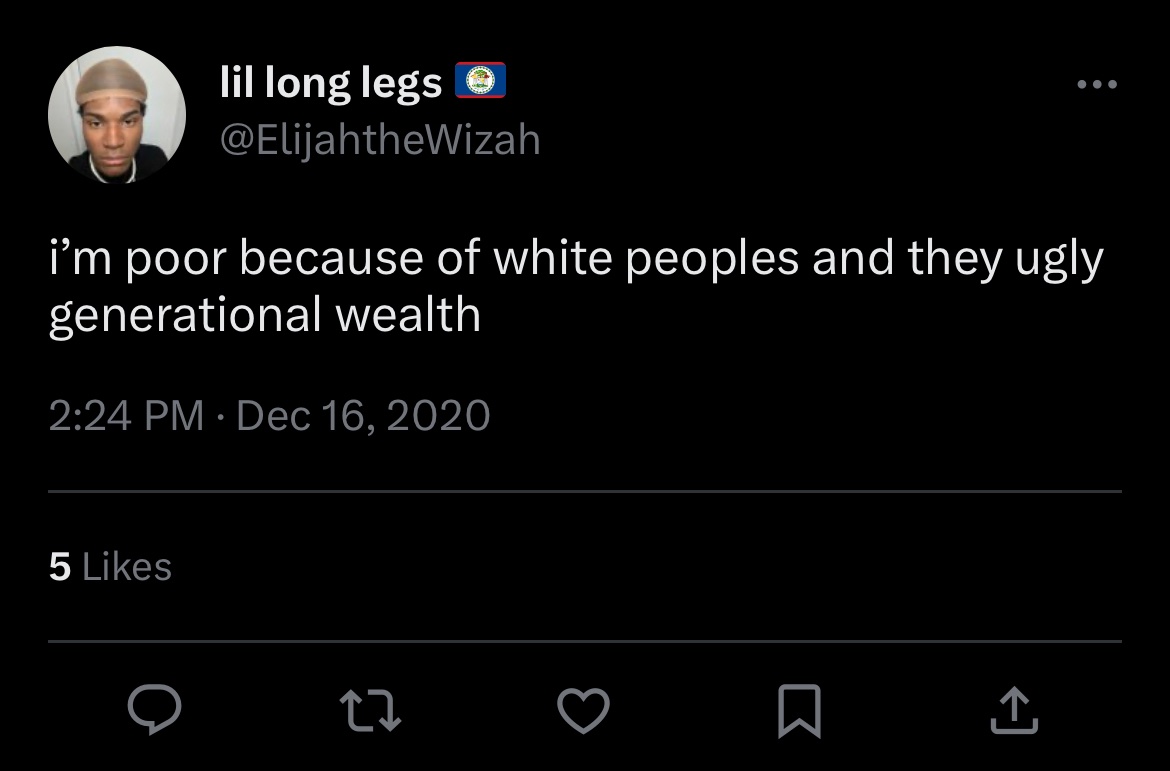 lil long legs 🇧🇿
@ElijahtheWizah
i’m poor because of white peoples and they ugly
generational wealth
2:24 PM · Dec 16, 2020
5 Likes